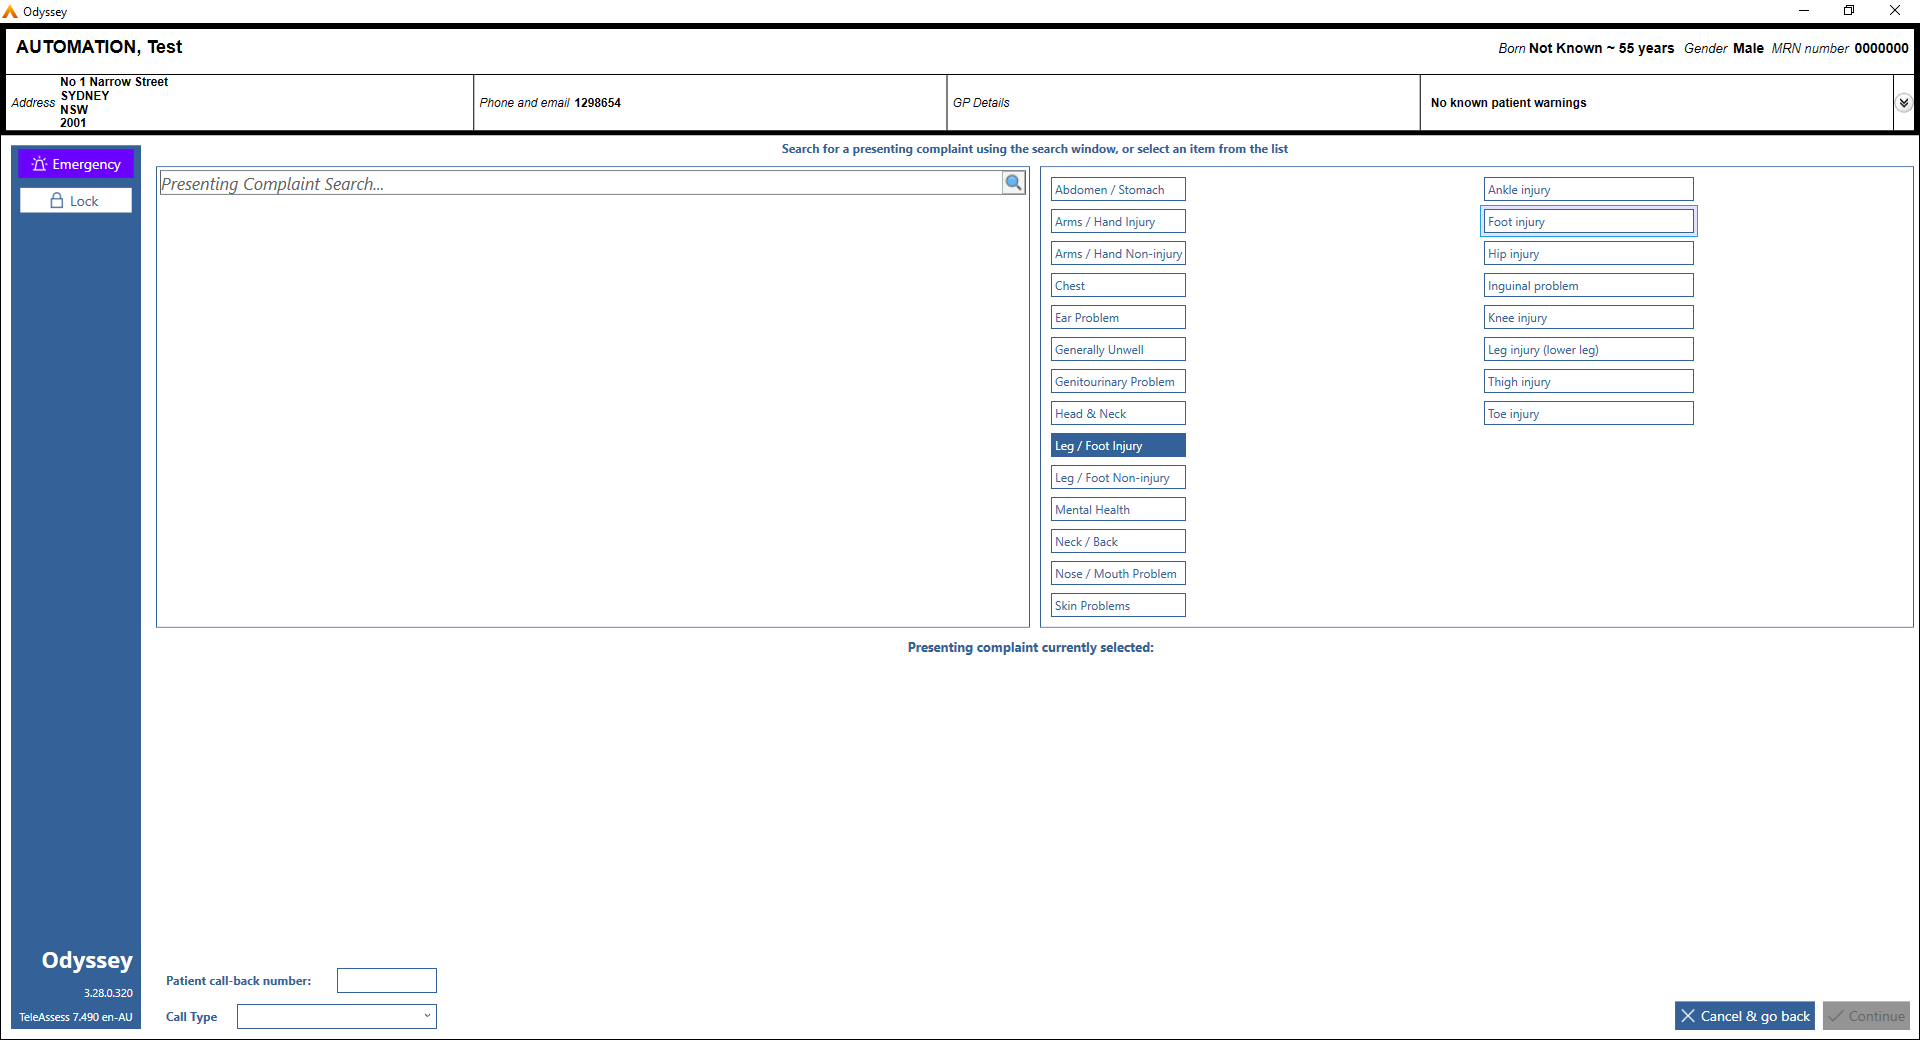 Odyssey
AUTOMATION, Test
Born Not Known ~ 55 years Gender Male MRN number 0000000
Address
No 1 Narrow Street
SYDNEY
NSW
2001
Phone and email 1298654
GP Details
No known patient warnings
Emergency
Lock
Search for a presenting complaint using the search window, or select an item from the list
Presenting Complaint Search...
Abdomen / Stomach
Arms / Hand Injury
Arms / Hand Non-injury
Chest
Ear Problem
Generally Unwell
Genitourinary Problem
Head & Neck
Leg / Foot Injury
Leg / Foot Non-injury
Mental Health
Neck / Back
Nose / Mouth Problem
Skin Problems
Ankle injury
Foot injury
Hip injury
Inguinal problem
Knee injury
Leg injury (lower leg)
Thigh injury
Toe injury
Presenting complaint currently selected:
Odyssey
3.28.0.320
TeleAssess 7.490 en-AU
Patient call-back number:
Call Type
Cancel & go back
Continue